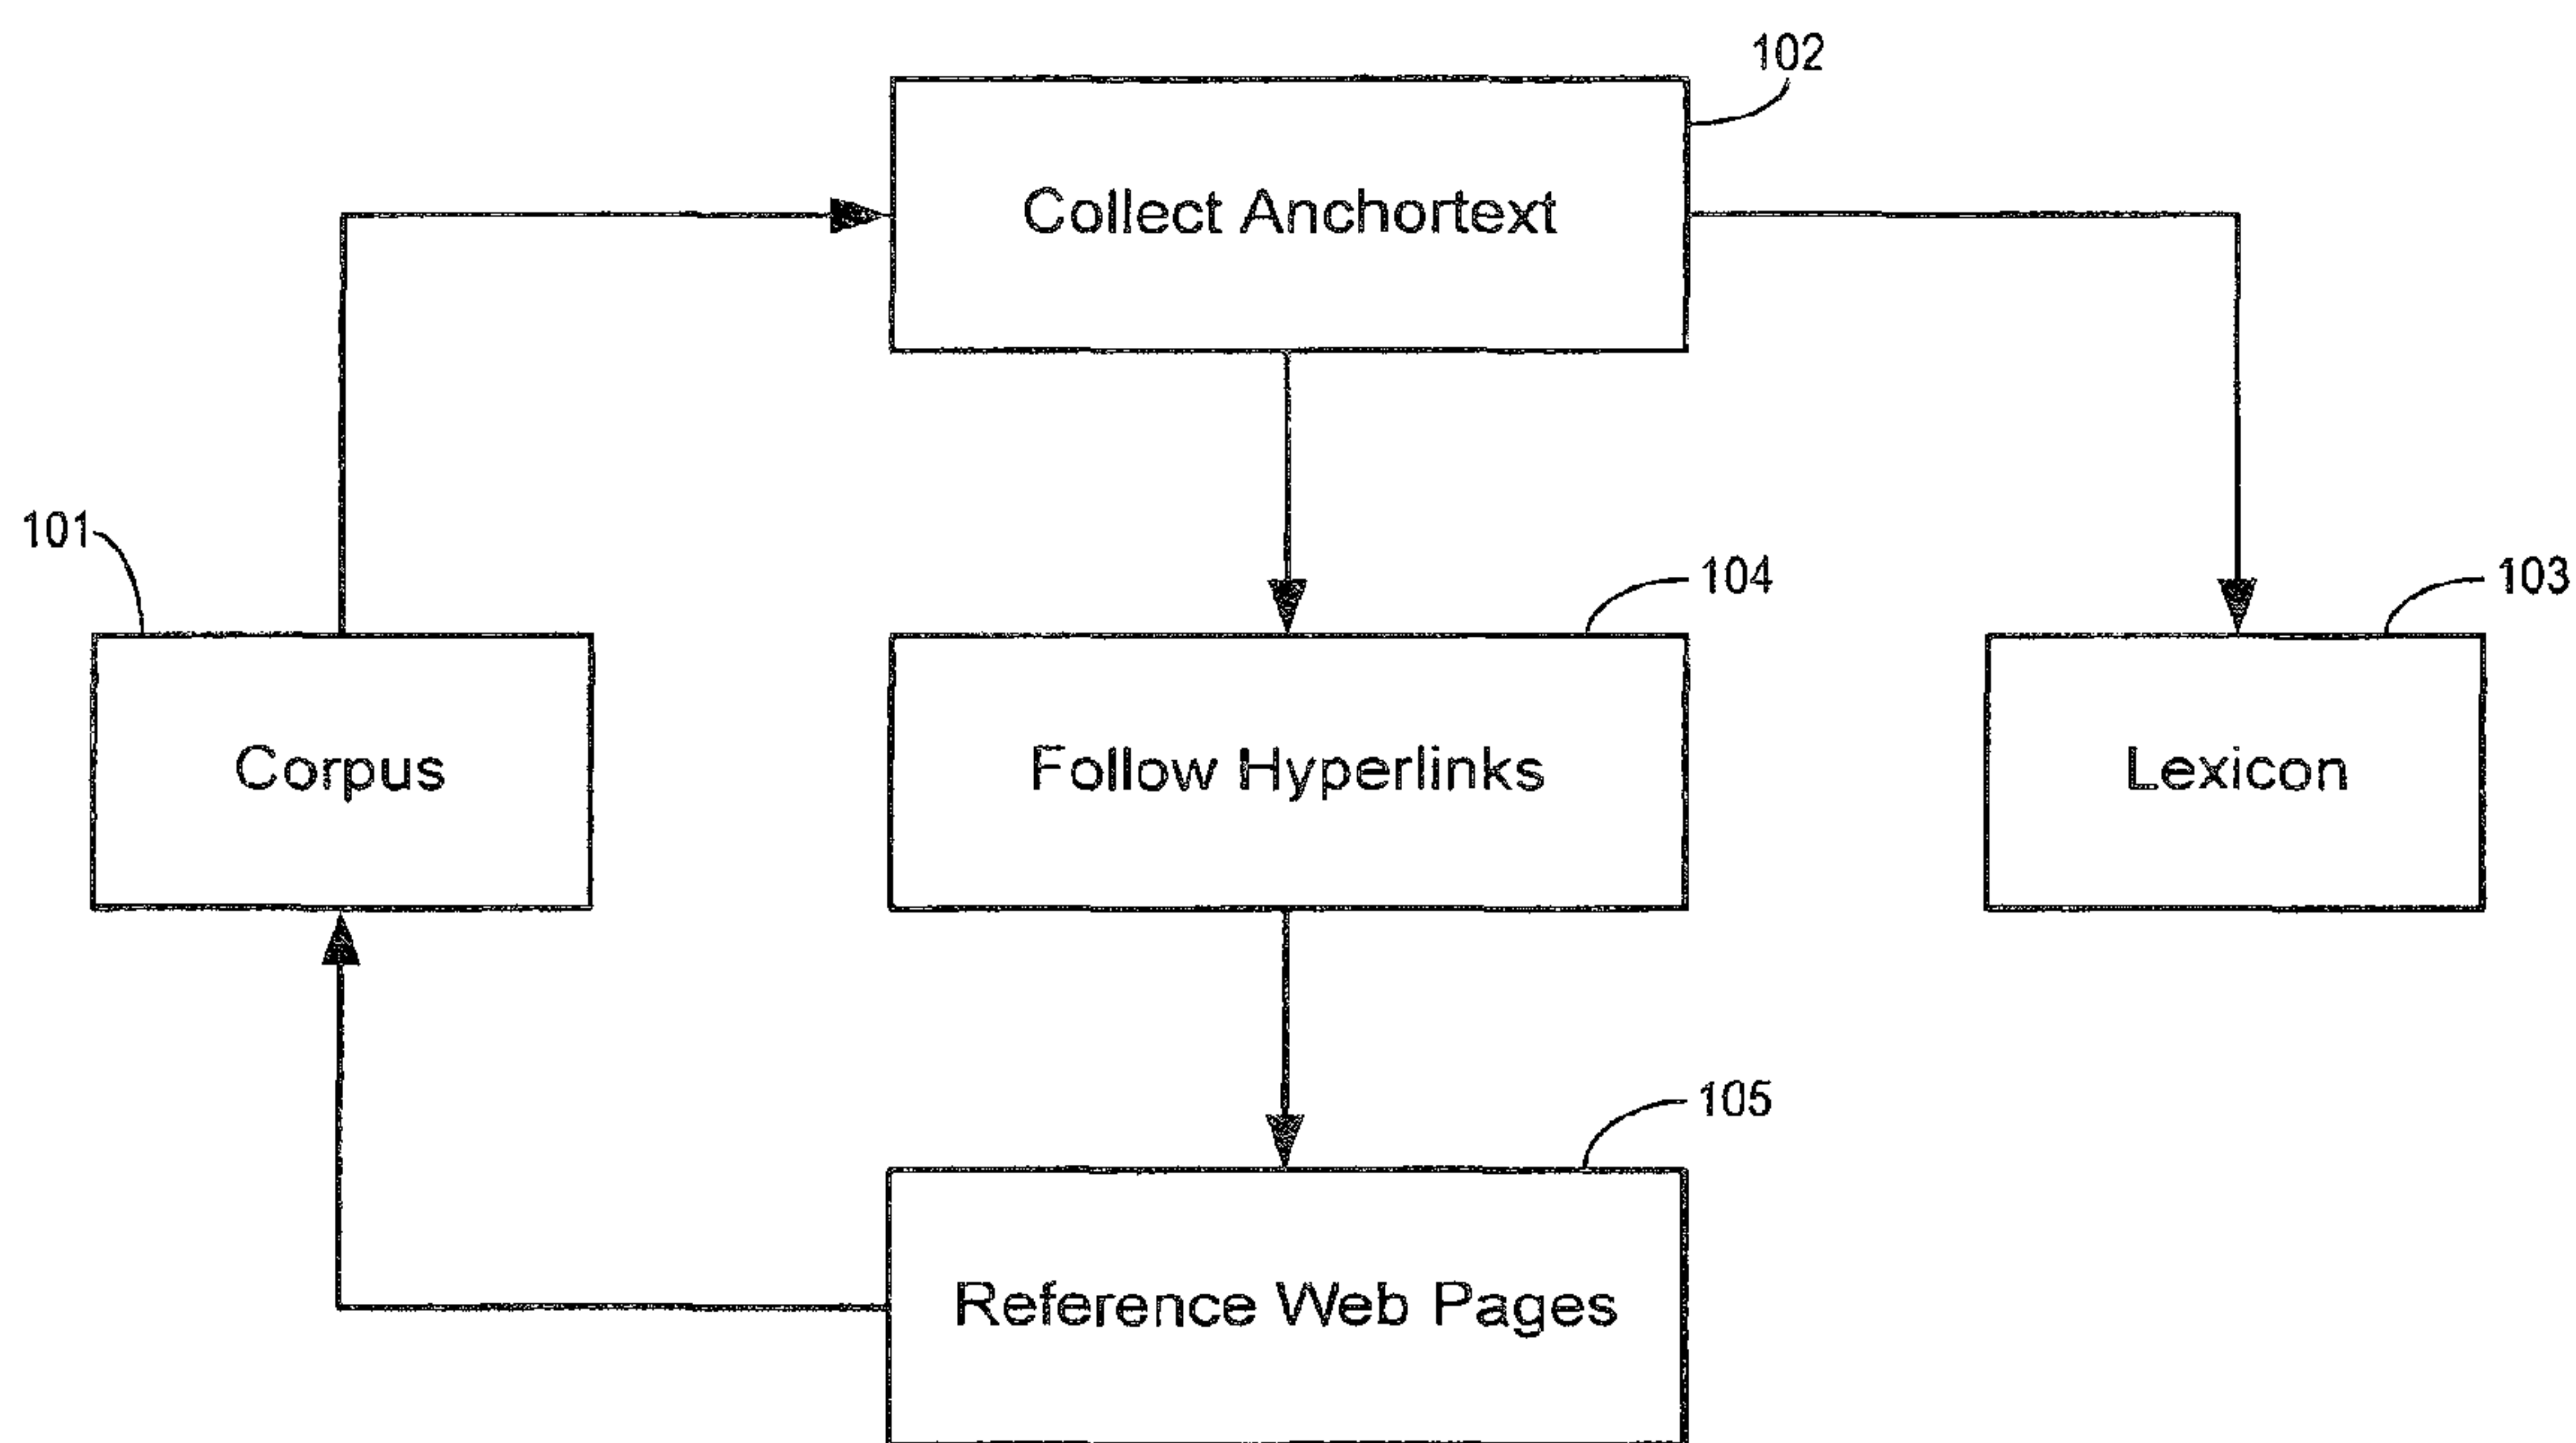 102
Collect Anchortext
101
104
103
Corpus
Follow Hyperlinks
Lexicon
105
Reference Web Pages